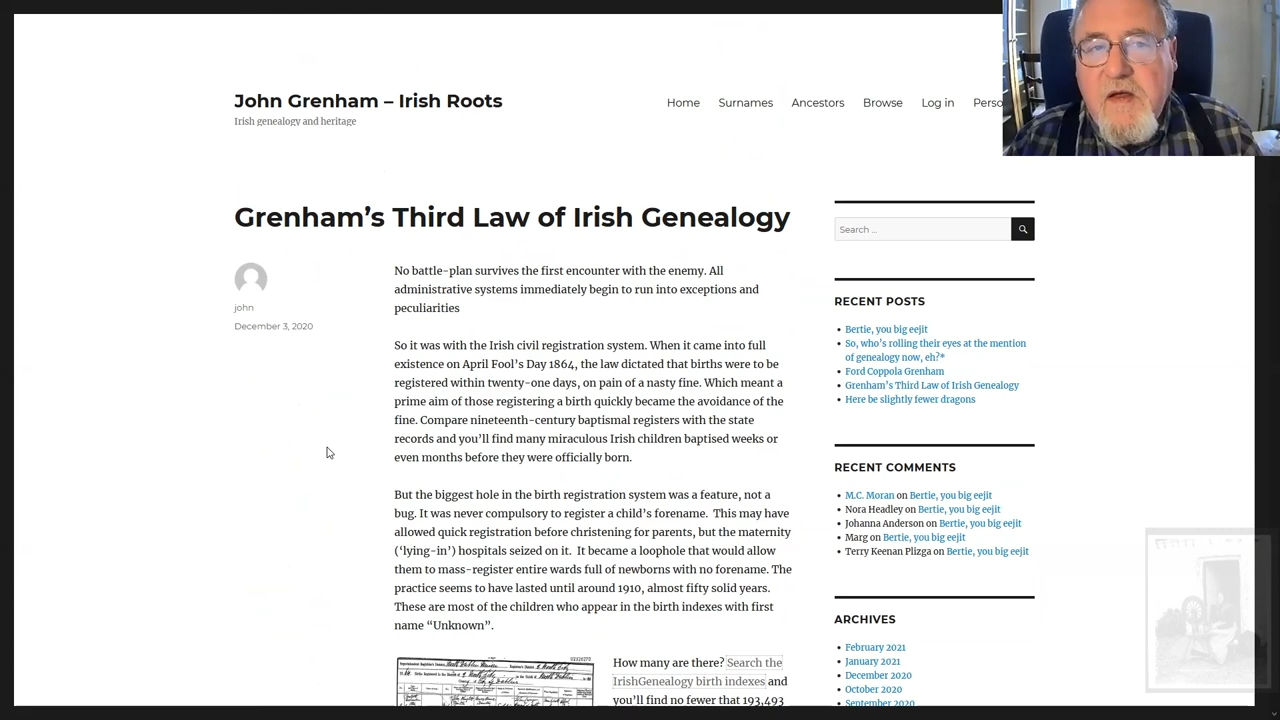 John Grenham – Irish Roots
Irish genealogy and heritage
Home Surnames Ancestors Browse Log in Perso
Grenham's Third Law of Irish Genealogy
john
December 3, 2020
No battle-plan survives the first encounter with the enemy. All
administrative systems immediately begin to run into exceptions and
peculiarities
So it was with the Irish civil registration system. When it came into full
existence on April Fool's Day 1864, the law dictated that births were to be
registered within twenty-one days, on pain of a nasty fine. Which meant a
prime aim of those registering a birth quickly became the avoidance of the
fine. Compare nineteenth-century baptismal registers with the state
records and you'll find many miraculous Irish children baptised weeks or
even months before they were officially born.
But the biggest hole in the birth registration system was a feature, not a
bug. It was never compulsory to register a child's forename. This may have
allowed quick registration before christening for parents, but the maternity
('lying-in') hospitals seized on it. It became a loophole that would allow
them to mass-register entire wards full of newborns with no forename. The
practice seems to have lasted until around 1910, almost fifty solid years.
These are most of the children who appear in the birth indexes with first
name "Unknown".
How many are there? Search the
IrishGenealogy birth indexes and
you'll find no fewer that 193,493
Search ...
RECENT POSTS
• Bertie, you big eejit
• So, who's rolling their eyes at the mention
of genealogy now, eh?*
• Ford Coppola Grenham
• Grenham's Third Law of Irish Genealogy
• Here be slightly fewer dragons
RECENT COMMENTS
• M.C. Moran on Bertie, you big eejit
• Nora Headley on Bertie, you big eejit
• Johanna Anderson on Bertie, you big eejit
• Marg on Bertie, you big eejit
• Terry Keenan Plizga on Bertie, you big eejit
ARCHIVES
• February 2021
• January 2021
• December 2020
• October 2020
• September 2020